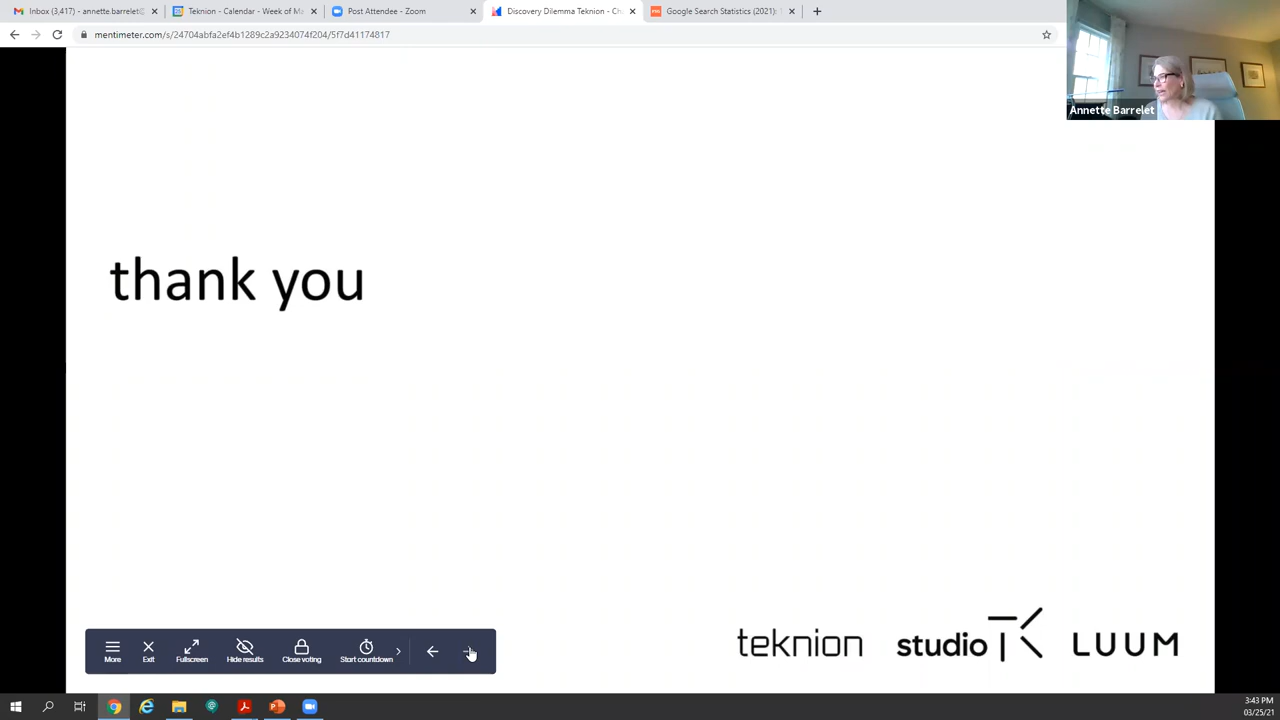 Inbox (3,417) - annette.barrelet@
Teknion - Calendar - Week of Ma
Post Attendee - Zoom
Discovery Dilemma Teknion - Ch
Google Search Statistics (2021):
mentimeter.com/s/24704abfa2ef4b1289c2a9234074f204/5f7d41174817
Annette Barrelet
thank you
More
Exit
Fullscreen
Hide results
Close voting
Start countdown
teknion
studio TK
LUUM
3:43 PM
03/25/21